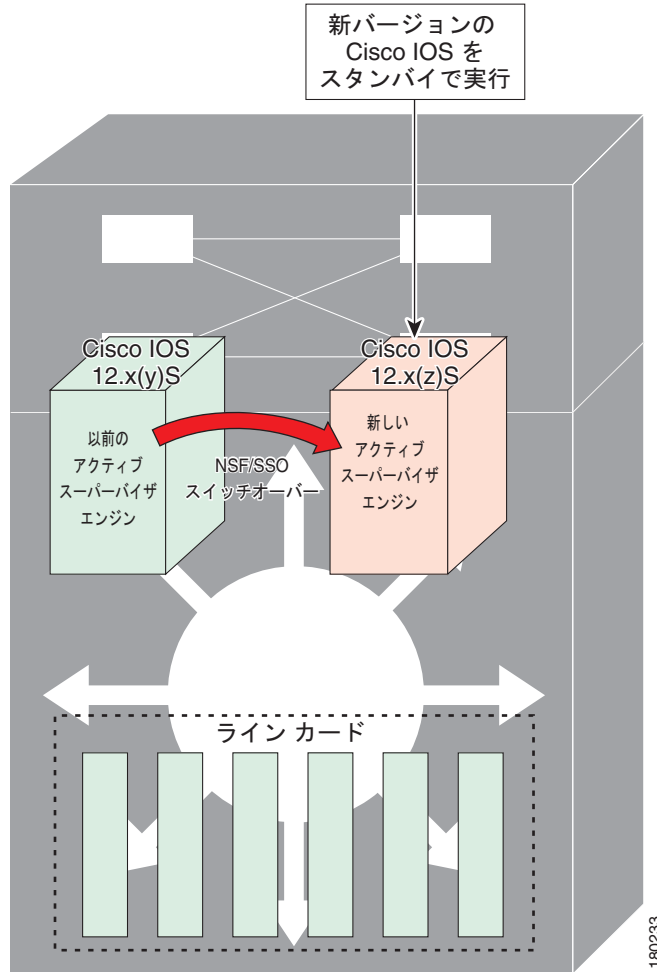 新バージョンの
Cisco IOS を
スタンバイで実行
Cisco IOS
12.x(y)S
Cisco IOS
12.x(z)S
以前の
アクティブ
スーパーバイザ
エンジン
NSF/SSO
スイッチオーバー
新しい
アクティブ
スーパーバイザ
エンジン
ライン カード
180233